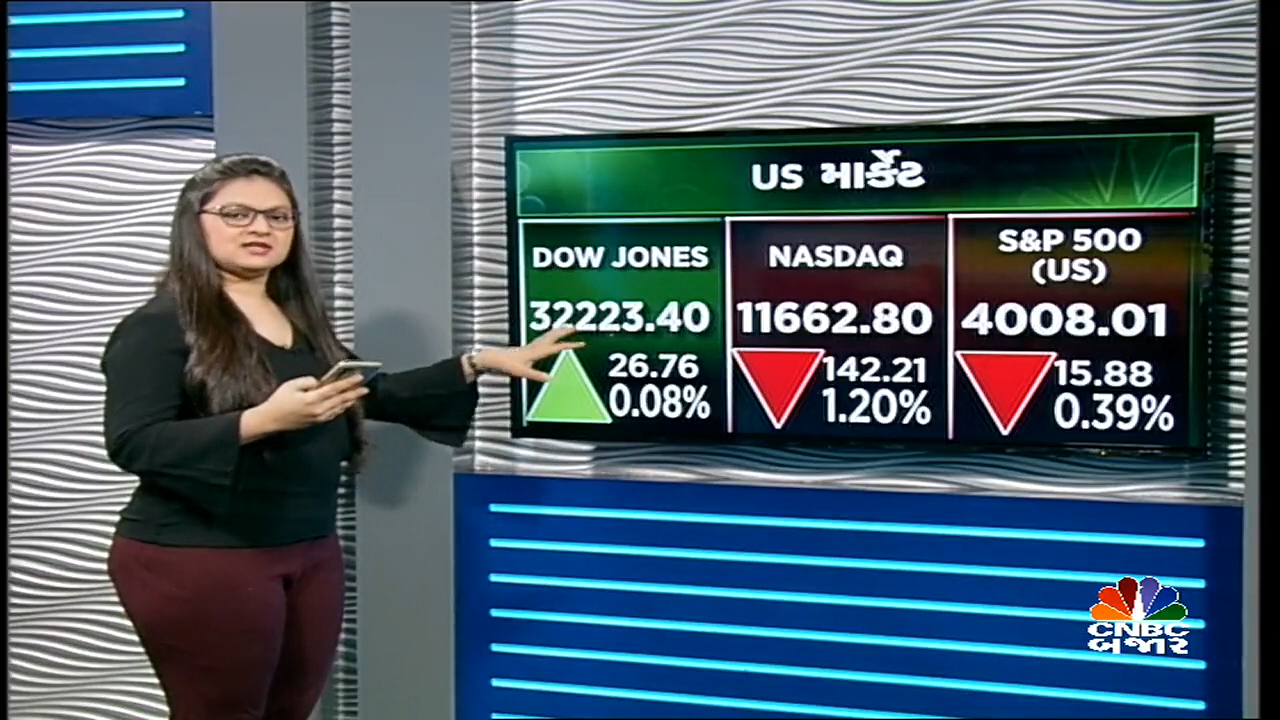 US માર્કેટ
DOW JONES
32223.40
26.76
0.08%
NASDAQ
11662.80
142.21
1.20%
S&P 500
(US)
4008.01
15.88
0.39%
CNBC
બજાર